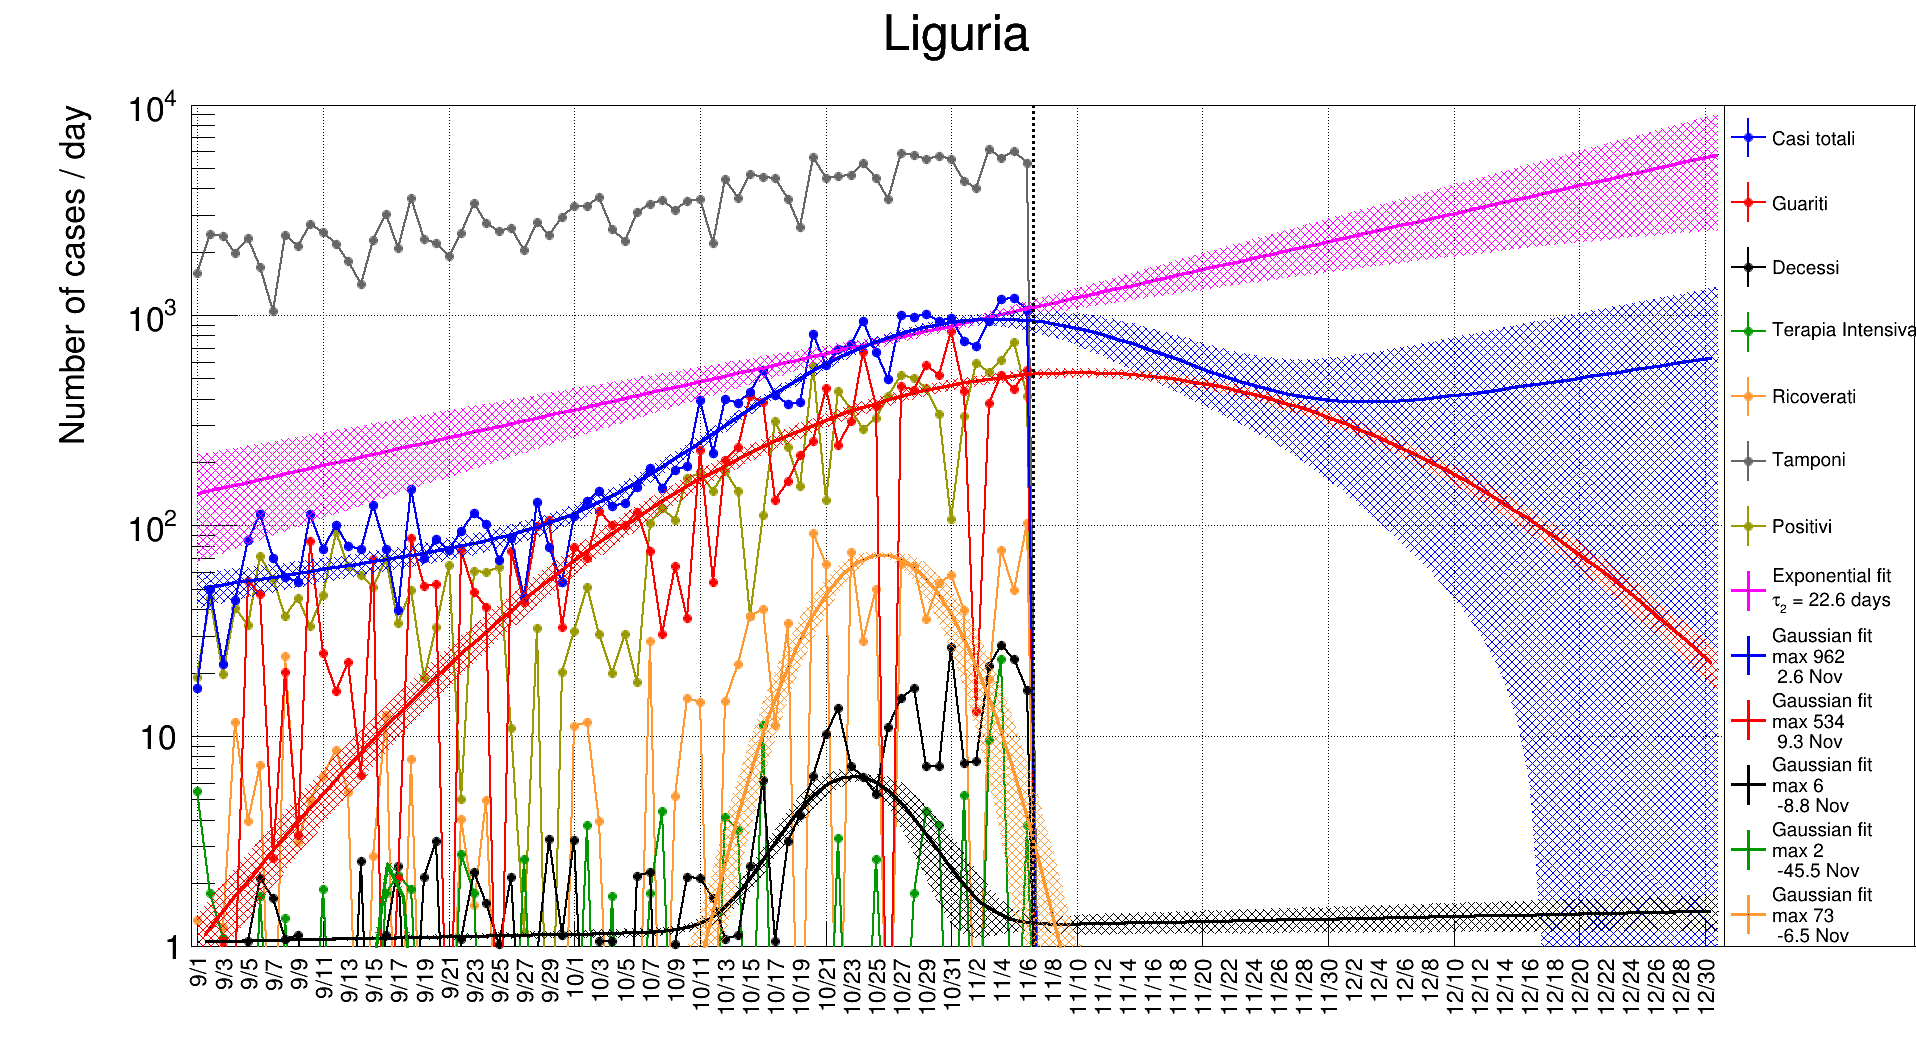 Liguria
Number of cases / day
10^4
10^3
10^2
10
1
9/1
9/3
9/5
9/7
9/9
9/11
9/13
9/15
9/17
9/19
9/21
9/23
9/25
9/27
9/29
10/1
10/3
10/5
10/7
10/9
10/11
10/13
10/15
10/17
10/19
10/21
10/23
10/25
10/27
10/29
10/31
11/2
11/4
11/6
11/8
11/10
11/12
11/14
11/16
11/18
11/20
11/22
11/24
11/26
11/28
11/30
12/2
12/4
12/6
12/8
12/10
12/12
12/14
12/16
12/18
12/20
12/22
12/24
12/26
12/28
12/30
Casi totali
Guariti
Decessi
Terapia Intensiva
Ricoverati
Tamponi
Positivi
Exponential fit
τ₂ = 22.6 days
Gaussian fit
max 962
2.6 Nov
Gaussian fit
max 534
9.3 Nov
Gaussian fit
max 6
-8.8 Nov
Gaussian fit
max 2
-45.5 Nov
Gaussian fit
max 73
-6.5 Nov